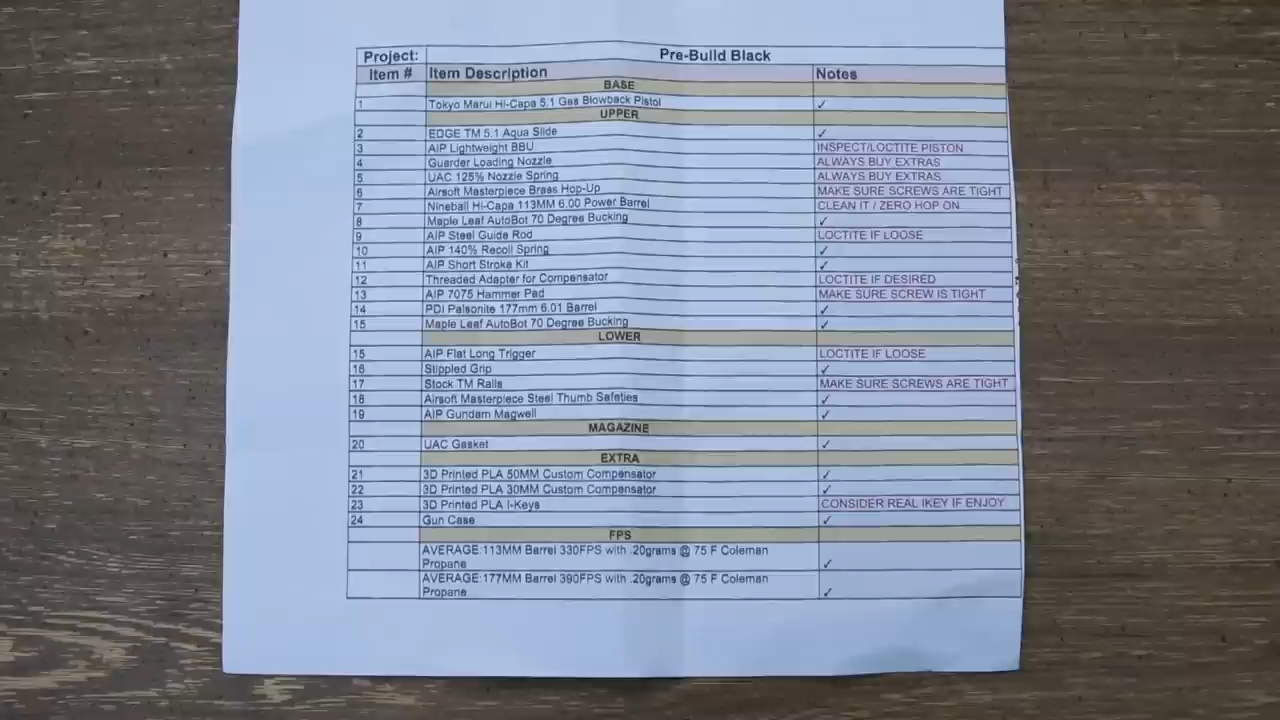 Project: Pre-Build Black
Item # Item Description Notes
BASE
1 Tokyo Marui Hi-Capa 5.1 Gas Blowback Pistol ✓
UPPER
2 EDGE TM 5.1 Aqua Slide ✓
3 AIP Lightweight BBU INSPECT/LOCTITE PISTON
4 Guarder Loading Nozzle ALWAYS BUY EXTRAS
5 UAC 125% Nozzle Spring ALWAYS BUY EXTRAS
6 Airsoft Masterpiece Brass Hop-Up MAKE SURE SCREWS ARE TIGHT
7 Nineball Hi-Capa 113MM 6.00 Power Barrel CLEAN IT / ZERO HOP ON
8 Maple Leaf AutoBot 70 Degree Bucking ✓
9 AIP Steel Guide Rod LOCTITE IF LOOSE
10 AIP 140% Recoil Spring ✓
11 AIP Short Stroke Kit ✓
12 Threaded Adapter for Compensator LOCTITE IF DESIRED
13 AIP 7075 Hammer Pad MAKE SURE SCREW IS TIGHT
14 PDI Palsonite 177mm 6.01 Barrel ✓
15 Maple Leaf AutoBot 70 Degree Bucking ✓
LOWER
15 AIP Flat Long Trigger LOCTITE IF LOOSE
16 Stippled Grip ✓
17 Stock TM Rails MAKE SURE SCREWS ARE TIGHT
18 Airsoft Masterpiece Steel Thumb Safeties ✓
19 AIP Gundam Magwell ✓
MAGAZINE
20 UAC Gasket ✓
EXTRA
21 3D Printed PLA 50MM Custom Compensator ✓
22 3D Printed PLA 30MM Custom Compensator ✓
23 3D Printed PLA I-Keys CONSIDER REAL IKEY IF ENJOY
24 Gun Case ✓
FPS
AVERAGE:113MM Barrel 330FPS with .20grams @ 75 F Coleman
Propane ✓
AVERAGE:177MM Barrel 390FPS with .20grams @ 75 F Coleman
Propane ✓